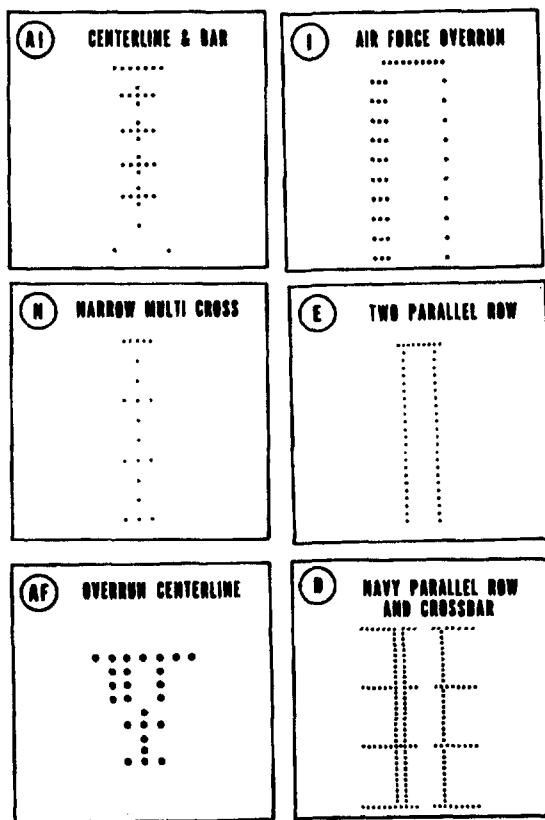 AI CENTERLINE & BAR
I AIR FORCE OVERRUN
N NARROW MULTI CROSS
E TWO PARALLEL ROW
AF OVERRUN CENTERLINE
D NAVY PARALLEL ROW
AND CROSSBAR